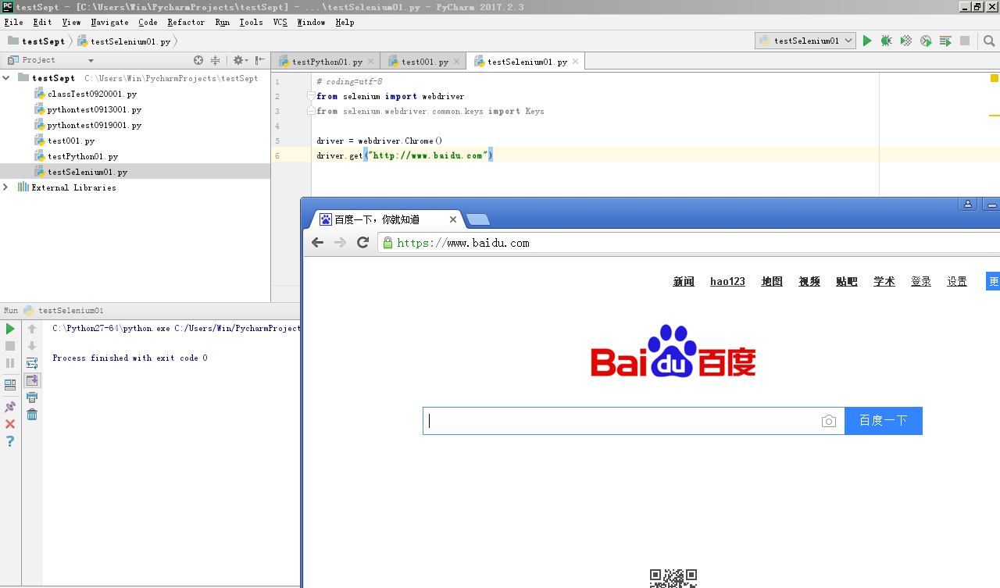 testSept - [C:\Users\Win\PycharmProjects\testSept] - ...\testSelenium01.py - PyCharm 2017.2.3
File Edit View Navigate Code Refactor Run Tools VCS Window Help
testSept testSelenium01.py testSelenium01
Project
testPython01.py test001.py testSelenium01.py
testSept C:\Users\Win\PycharmProjects\testSept
classTest0920001.py
pythontest0913001.py
pythontest0919001.py
test001.py
testPython01.py
testSelenium01.py
External Libraries
1 # coding=utf-8
2 from selenium import webdriver
3 from selenium.webdriver.common.keys import Keys
4
5 driver = webdriver.Chrome()
6 driver.get("http://www.baidu.com")
百度一下，你就知道
https://www.baidu.com
新闻 hao123 地图 视频 贴吧 学术 登录 设置 更
Bai du 百度
百度一下
Run testSelenium01
C:\Python27-64\python.exe C:/Users/Win/PycharmProject
Process finished with exit code 0